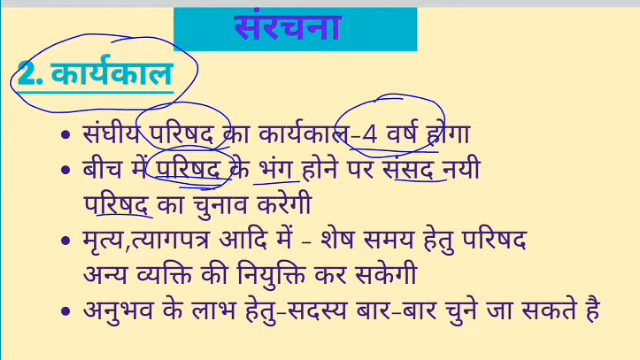 संरचना
2. कार्यकाल
• संघीय परिषद का कार्यकाल-4 वर्ष होगा
• बीच में परिषद के भंग होने पर संसद नयी
परिषद का चुनाव करेगी
• मृत्य,त्यागपत्र आदि में - शेष समय हेतु परिषद
अन्य व्यक्ति की नियुक्ति कर सकेगी
• अनुभव के लाभ हेतु-सदस्य बार-बार चुने जा सकते है